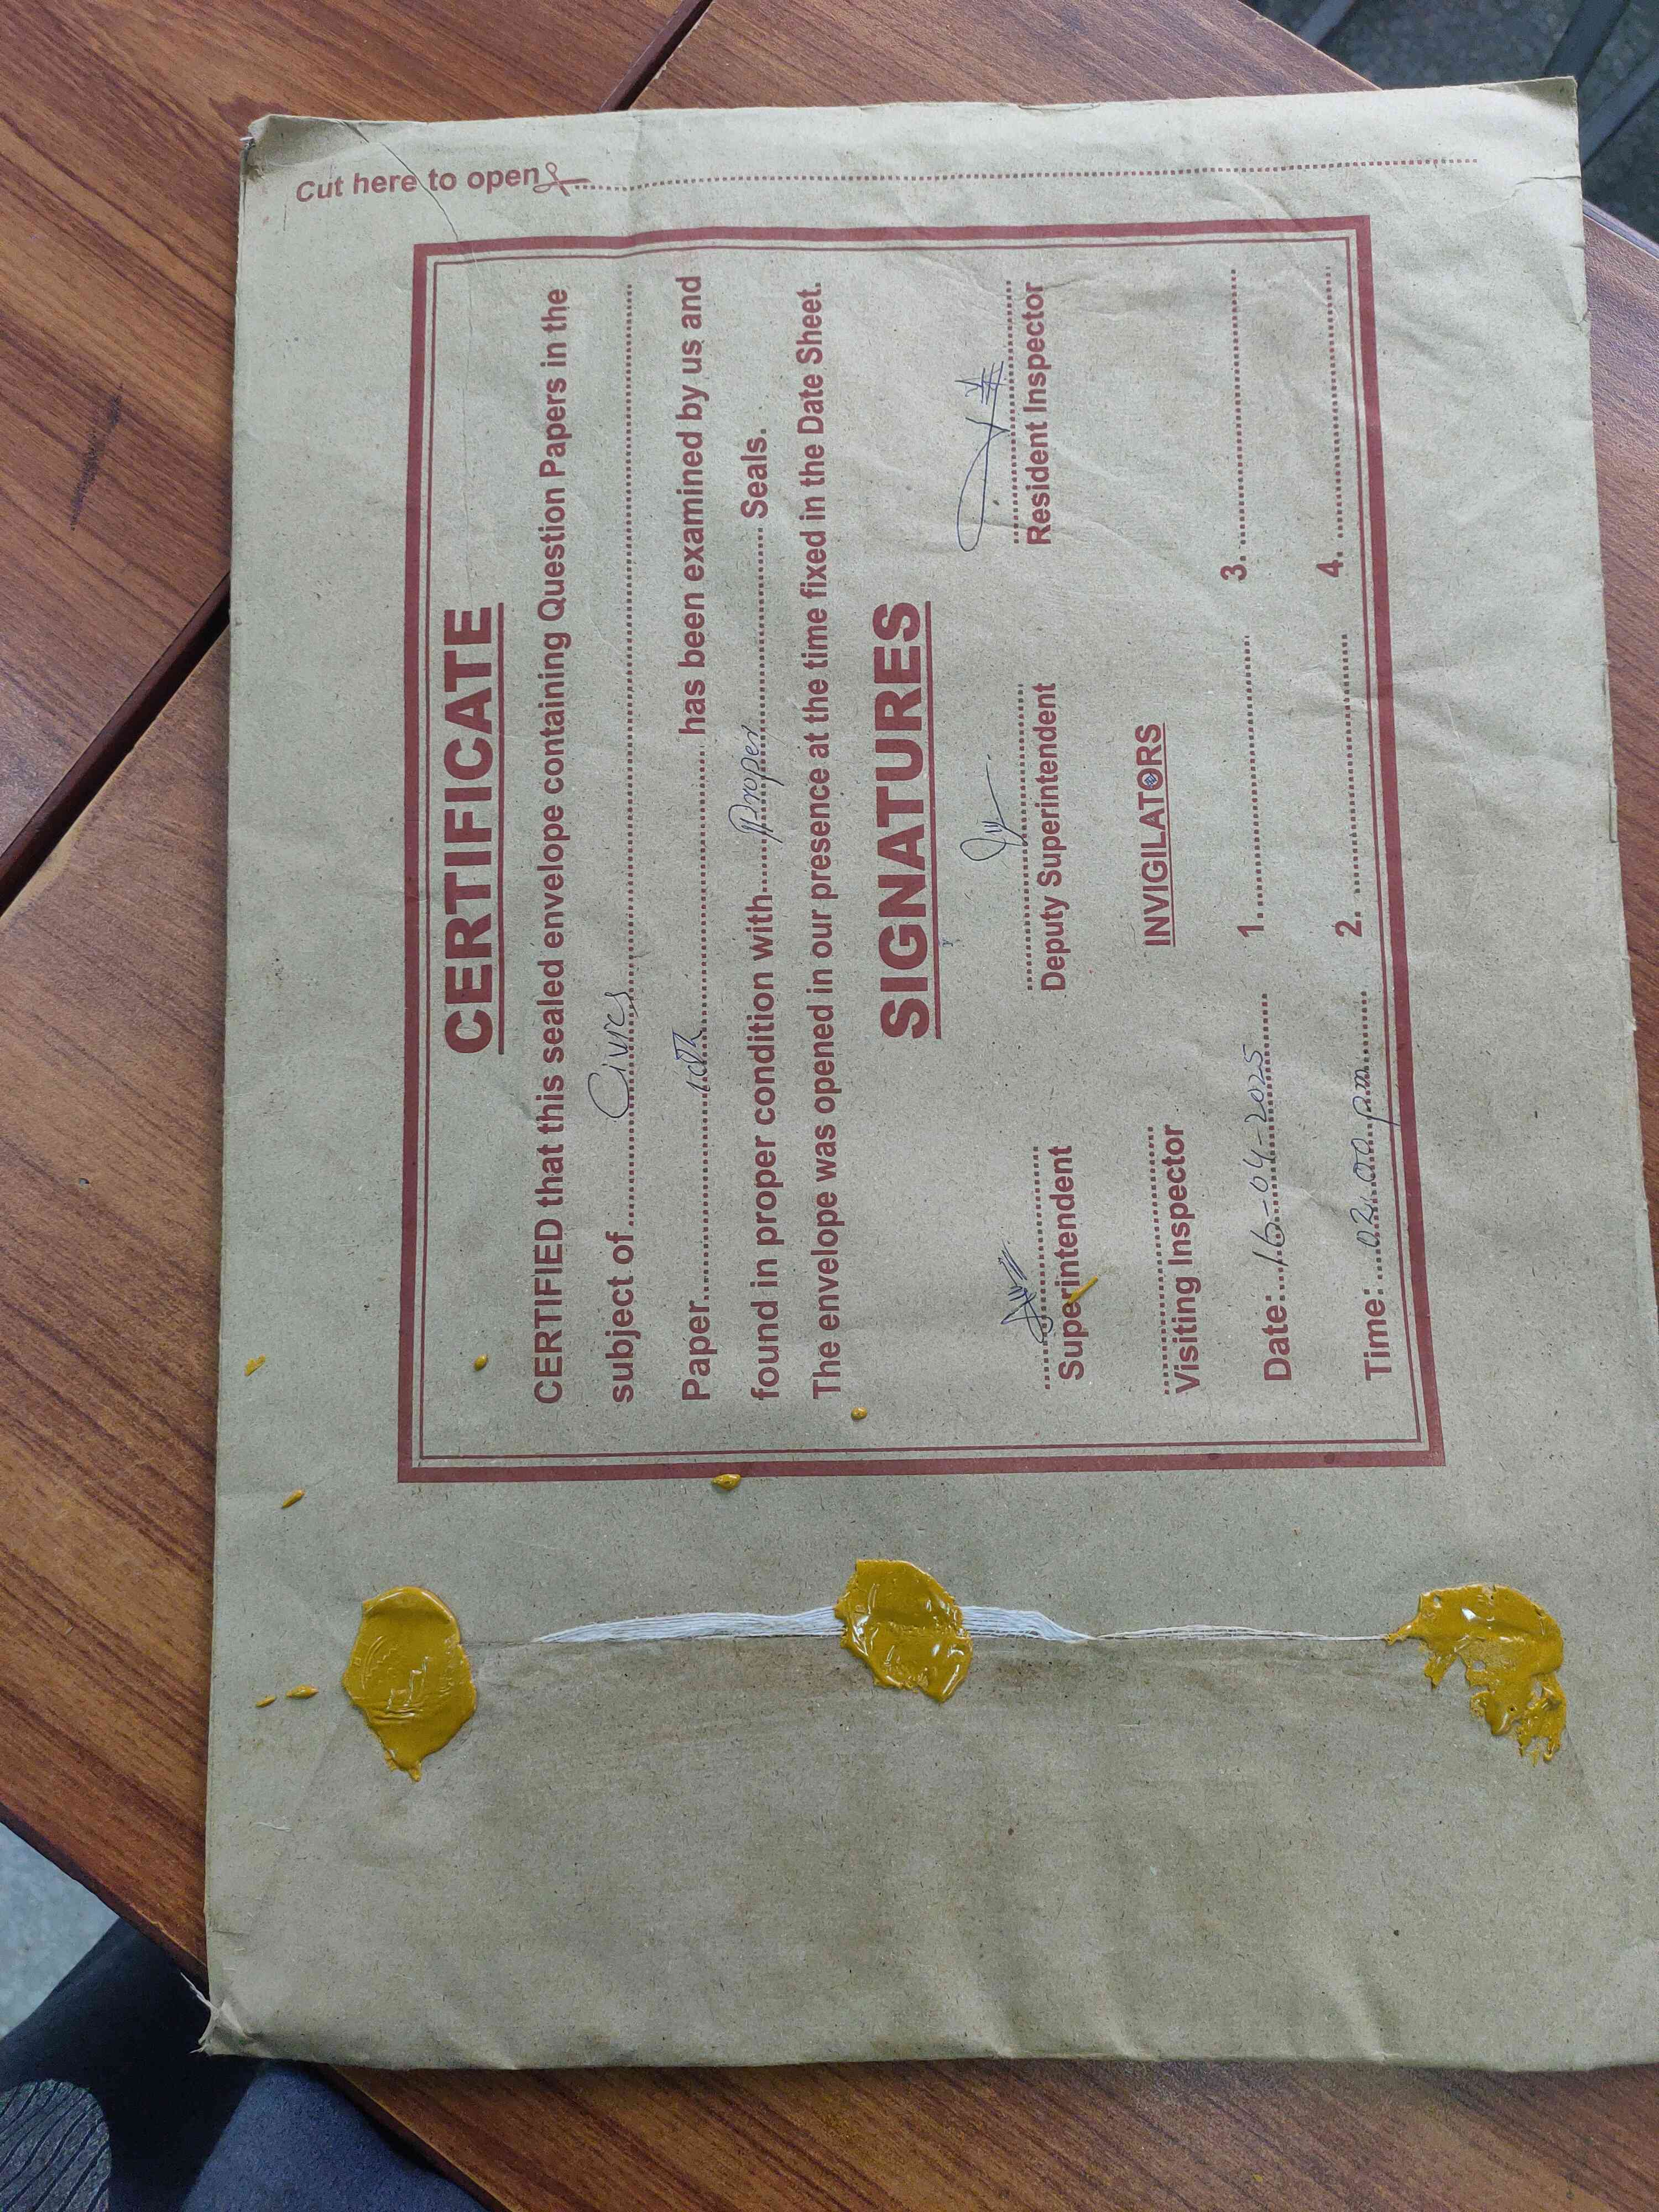 Cut here to open
CERTIFICATE
CERTIFIED that this sealed envelope containing Question Papers in the
subject of Civics
Paper 10th has been examined by us and
found in proper condition with Proper Seals.
The envelope was opened in our presence at the time fixed in the Date Sheet.
SIGNATURES
Superintendent Deputy Superintendent Resident Inspector
Visiting Inspector INVIGILATORS
Date: 16-04-2025 1. 3.
Time: 02:00 pm 2. 4.